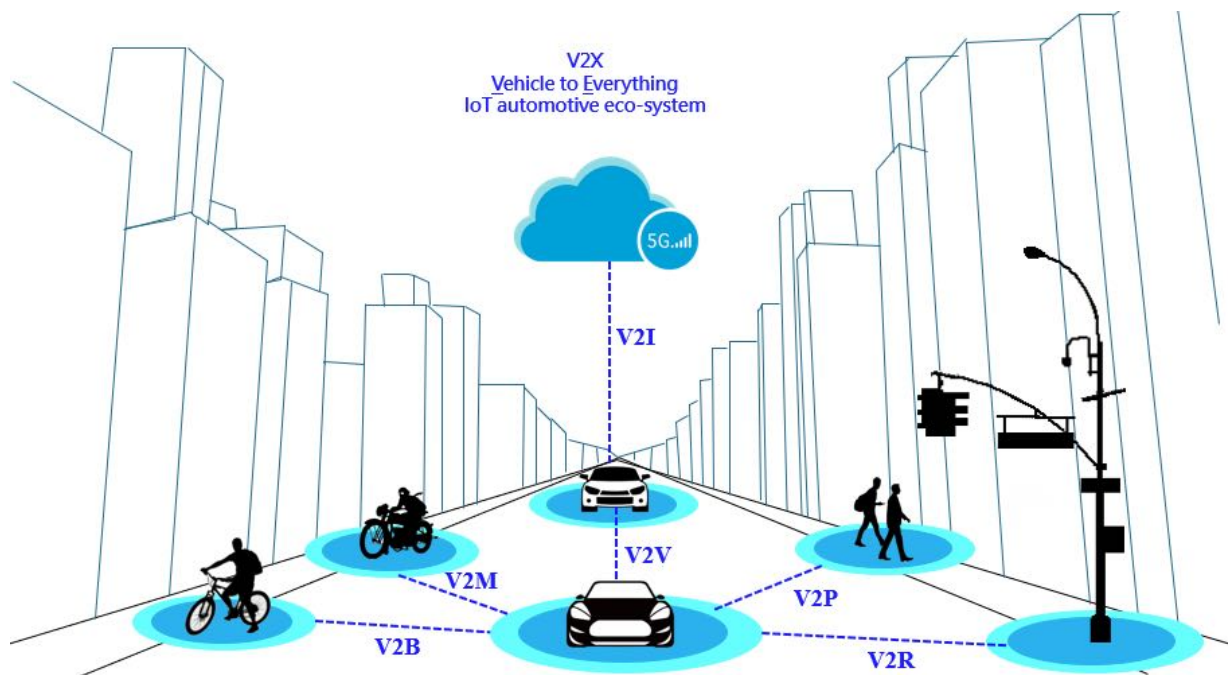 V2X
Vehicle to Everything
IoT automotive eco-system
5G
V2I
V2V
V2M
V2P
V2B
V2R